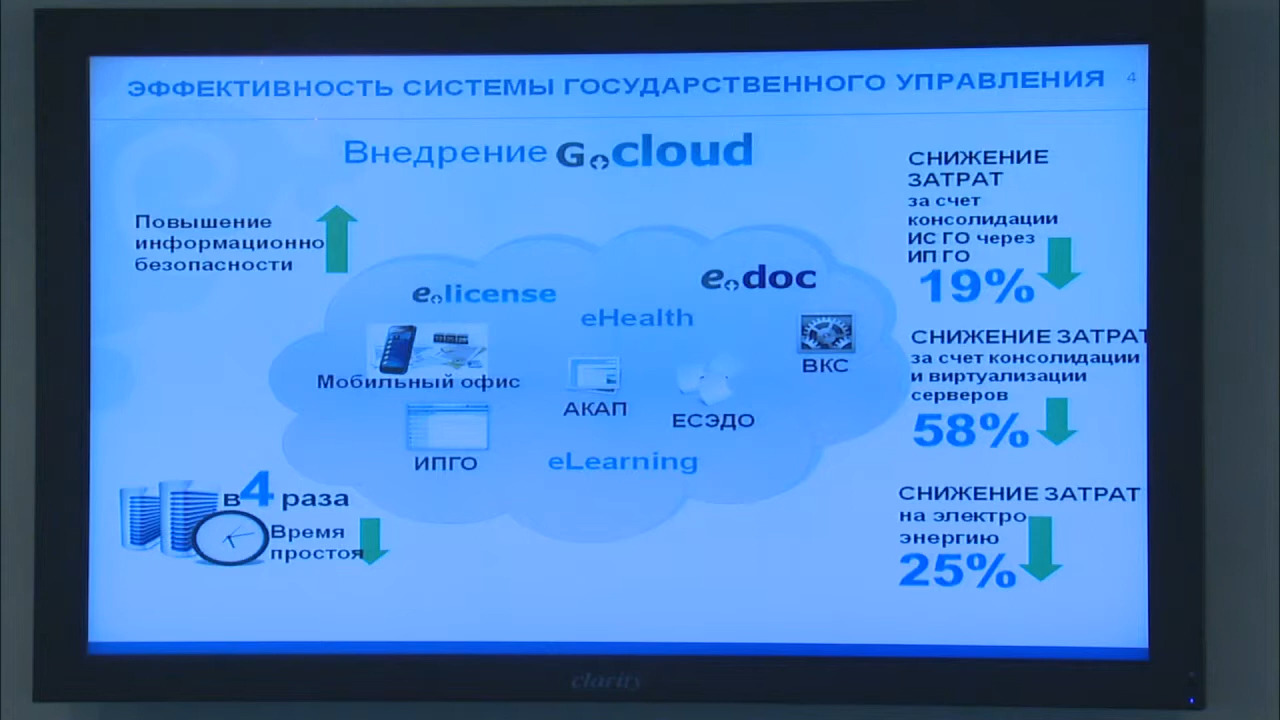 ЭФФЕКТИВНОСТЬ СИСТЕМЫ ГОСУДАРСТВЕННОГО УПРАВЛЕНИЯ 4
Внедрение G.cloud
Повышение
информационно
безопасности
e.license
e.doc
eHealth
Мобильный офис
АКАП
ЕСЭДО
ВКС
ИПГО
eLearning
в 4 раза
Время
простоя
СНИЖЕНИЕ
ЗАТРАТ
за счет
консолидации
ИС ГО через
ИП ГО
19%
СНИЖЕНИЕ ЗАТРАТ
за счет консолидации
и виртуализации
серверов
58%
СНИЖЕНИЕ ЗАТРАТ
на электро
энергию
25%
clarity